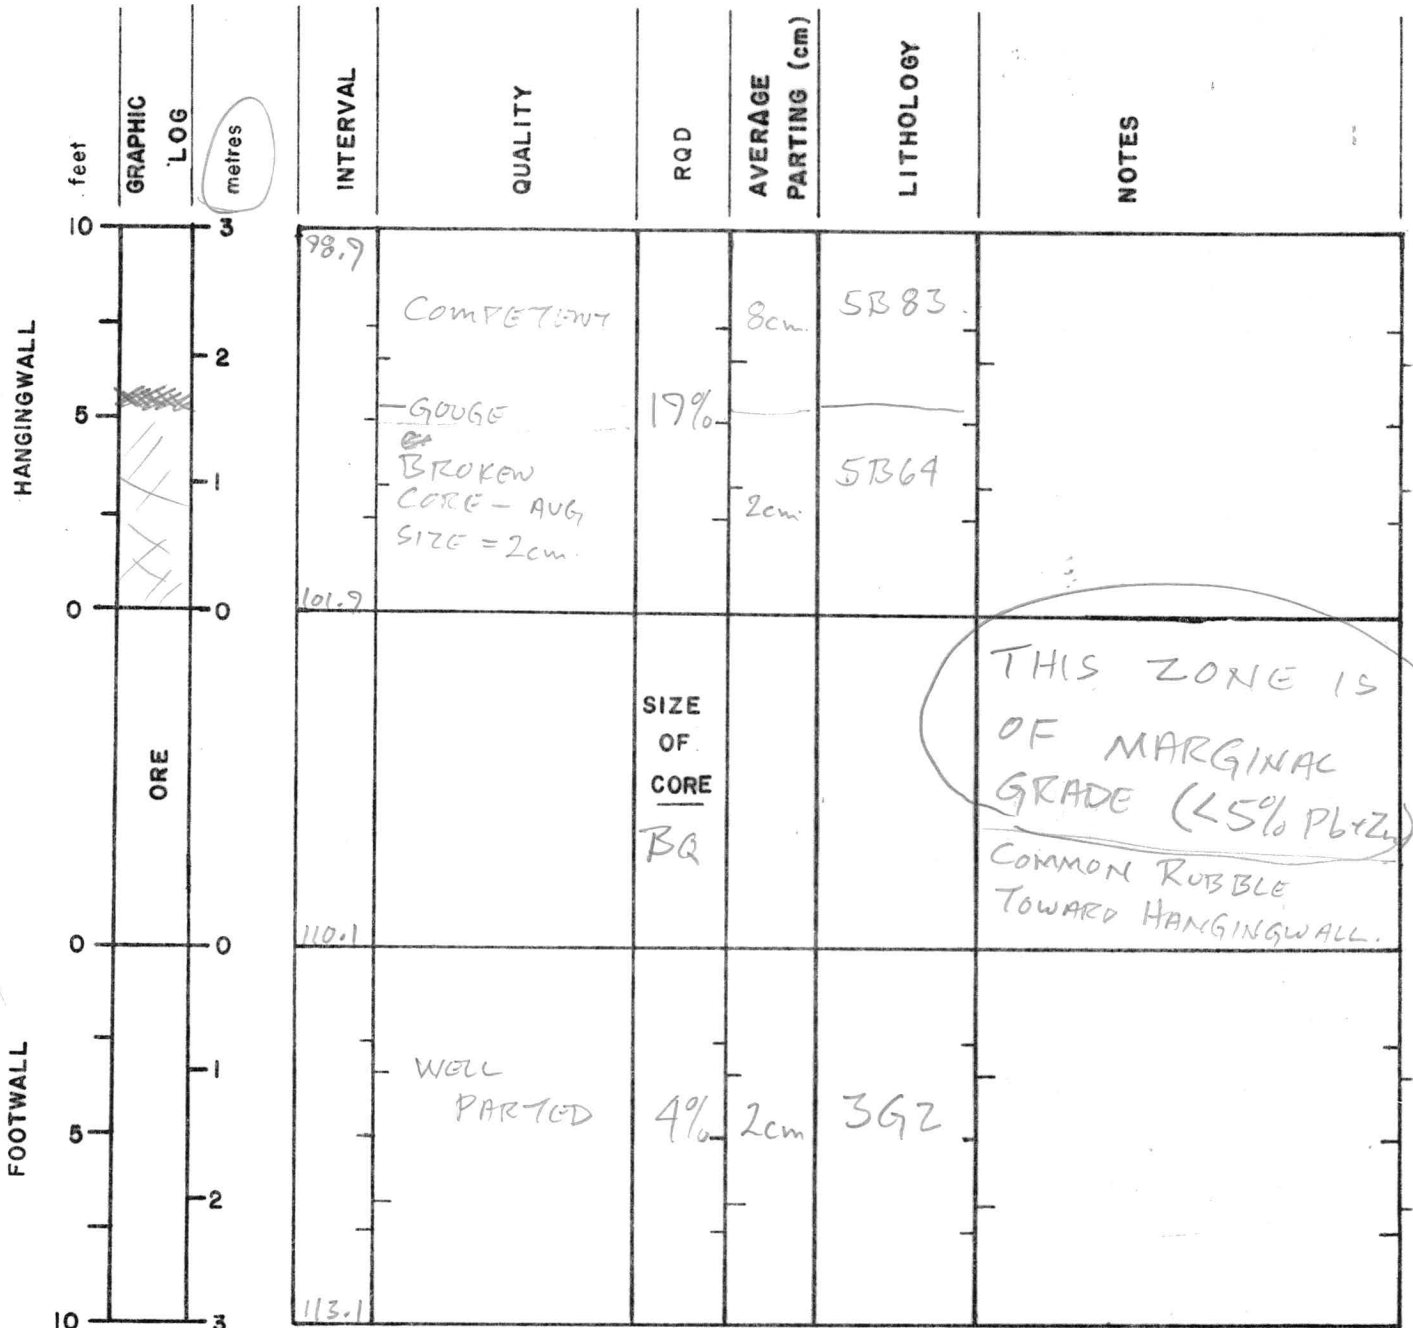 feet
GRAPHIC
LOG
metres
INTERVAL
QUALITY
RQD
AVERAGE
PARTING (cm)
LITHOLOGY
NOTES
HANGINGWALL
10
5
0
3
2
1
0
98.9
COMPETENT
8cm.
5B83
GOUGE
19%
BROKEN
CORE - AVG
SIZE = 2cm.
2cm.
5B64
101.9
ORE
SIZE
OF
CORE
BQ
THIS ZONE IS
OF MARGINAL
GRADE (<5% Pb+Zn)
COMMON RUBBLE
TOWARD HANGINGWALL.
0
0
110.1
FOOTWALL
5
10
1
2
3
WELL
PARTED
4%
2cm
3G2
113.1